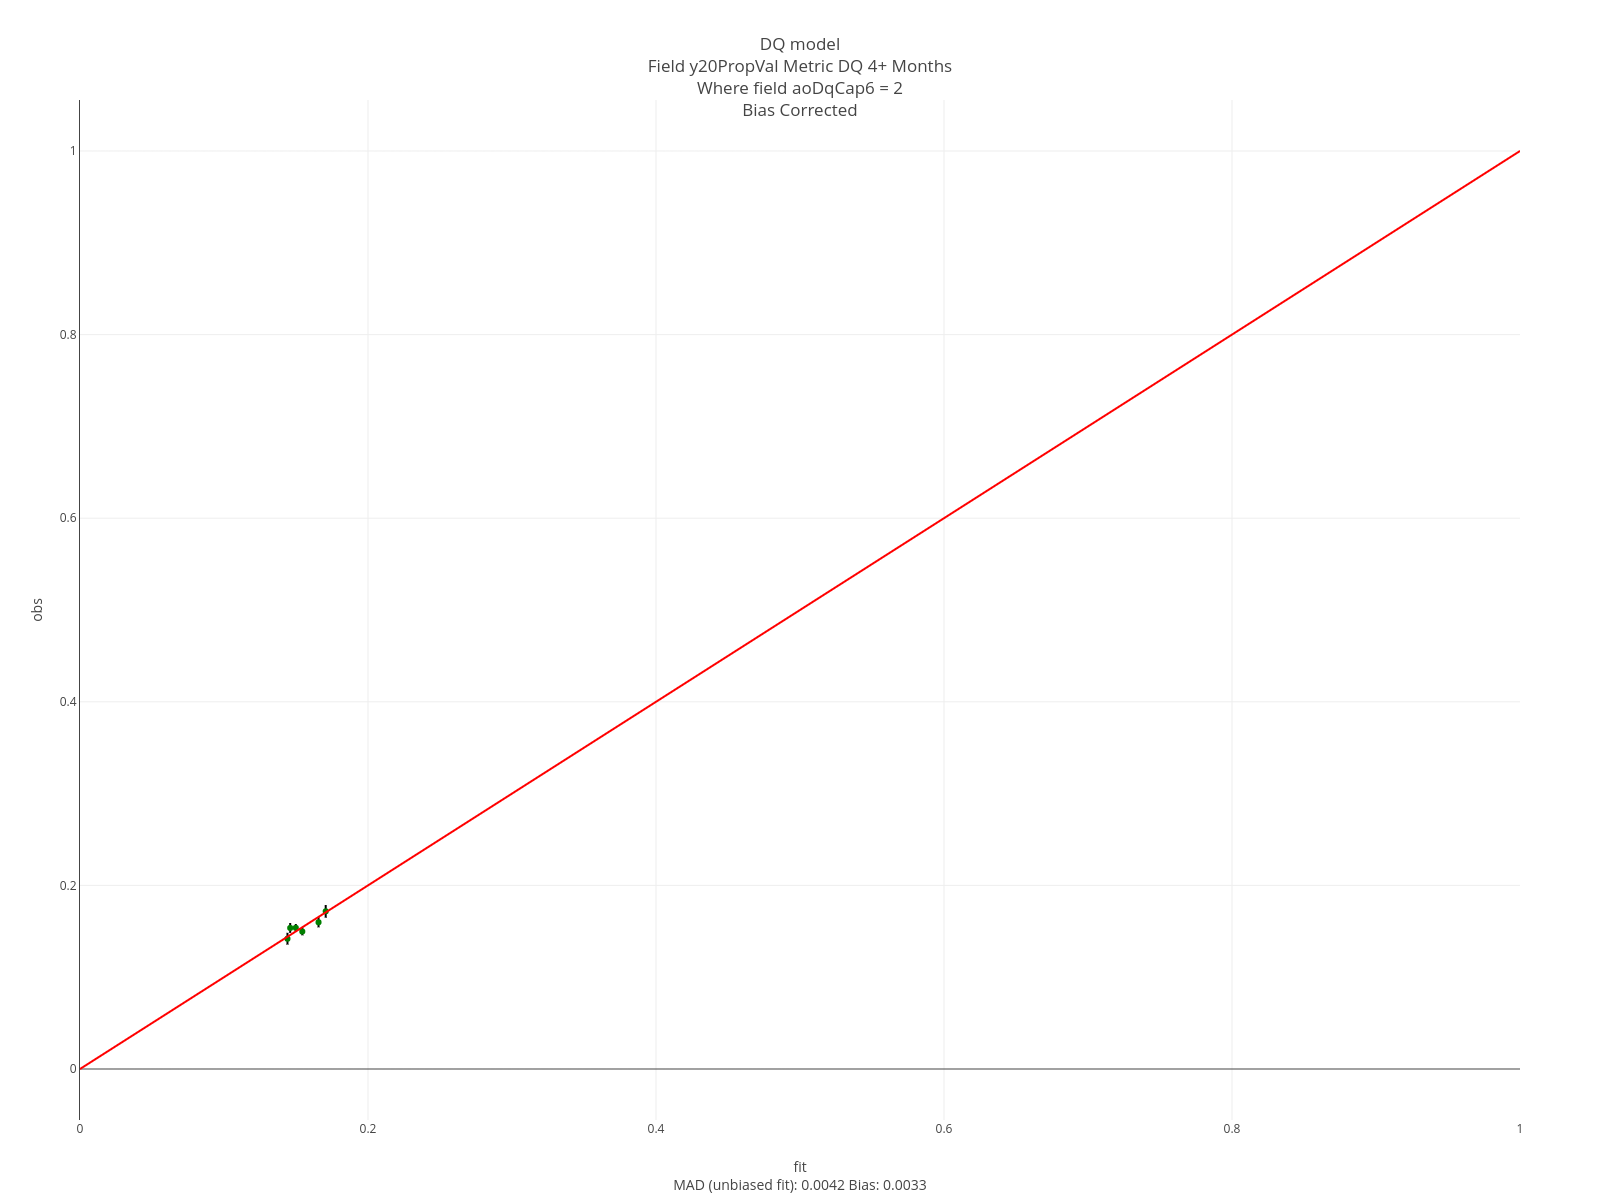 DQ model
Field y20PropVal Metric DQ 4+ Months
Where field aoDqCap6 = 2
Bias Corrected
1
0.8
0.6
0.4
0.2
0
obs
0 0.2 0.4 0.6 0.8 1
fit
MAD (unbiased fit): 0.0042 Bias: 0.0033